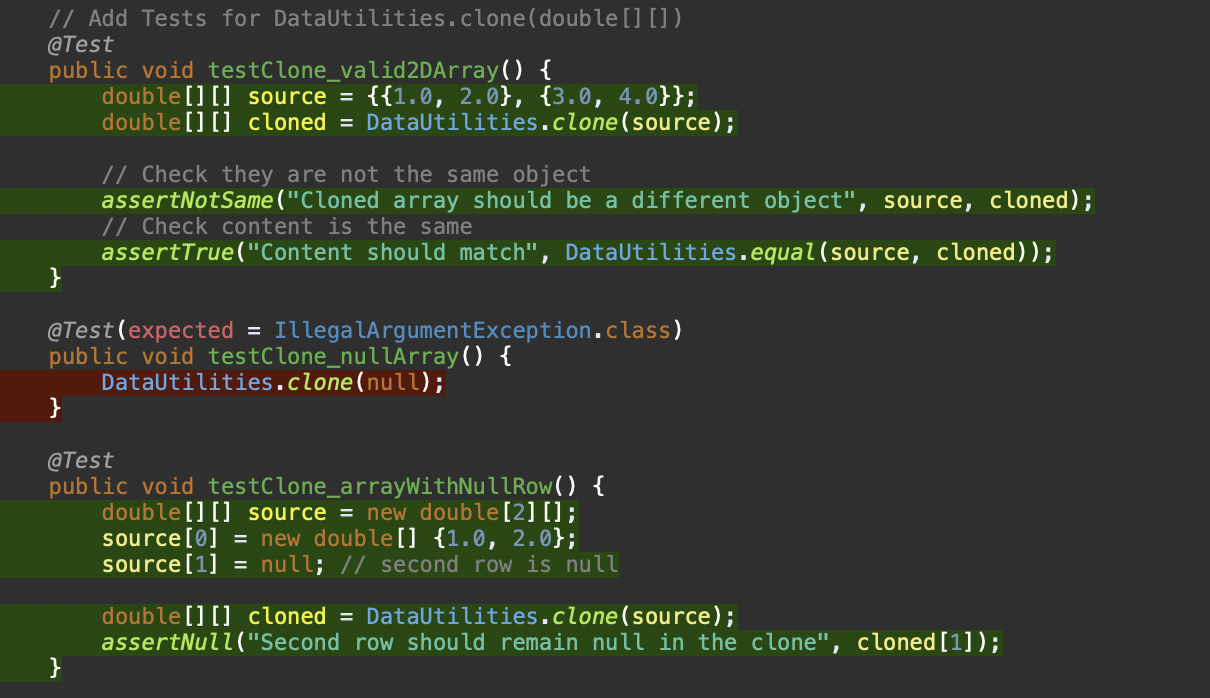 // Add Tests for DataUtilities.clone(double[][])
@Test
public void testClone_valid2DArray() {
double[][] source = {{1.0, 2.0}, {3.0, 4.0}};
double[][] cloned = DataUtilities.clone(source);
// Check they are not the same object
assertNotSame("Cloned array should be a different object", source, cloned);
// Check content is the same
assertTrue("Content should match", DataUtilities.equal(source, cloned));
}
@Test(expected = IllegalArgumentException.class)
public void testClone_nullArray() {
DataUtilities.clone(null);
}
@Test
public void testClone_arrayWithNullRow() {
double[][] source = new double[2][];
source[0] = new double[] {1.0, 2.0};
source[1] = null; // second row is null
double[][] cloned = DataUtilities.clone(source);
assertNull("Second row should remain null in the clone", cloned[1]);
}